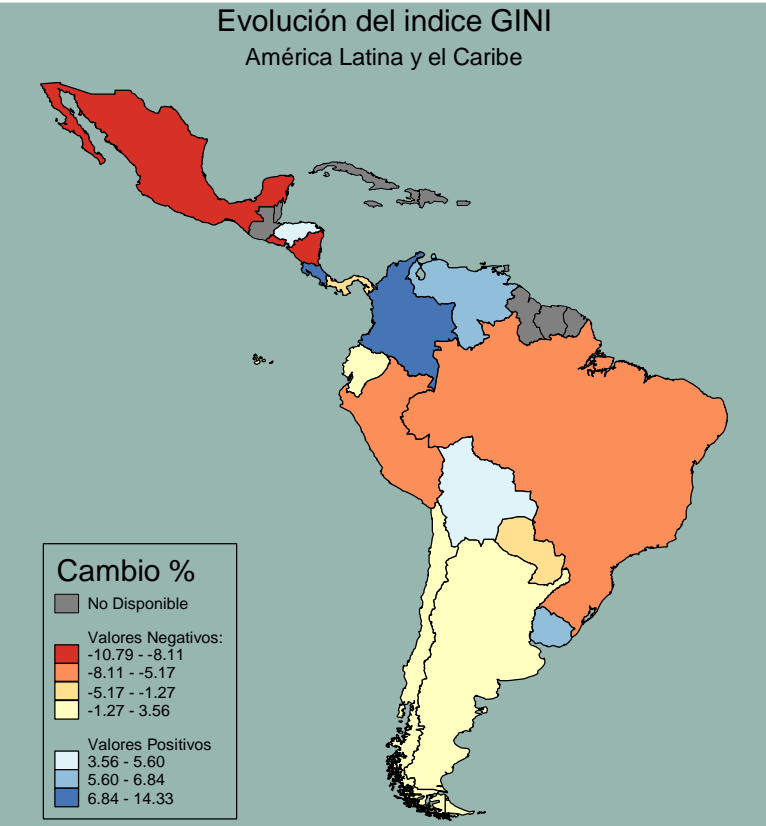 Evolución del indice GINI
América Latina y el Caribe
Cambio %
No Disponible
Valores Negativos:
-10.79 - -8.11
-8.11 - -5.17
-5.17 - -1.27
-1.27 - 3.56
Valores Positivos
3.56 - 5.60
5.60 - 6.84
6.84 - 14.33